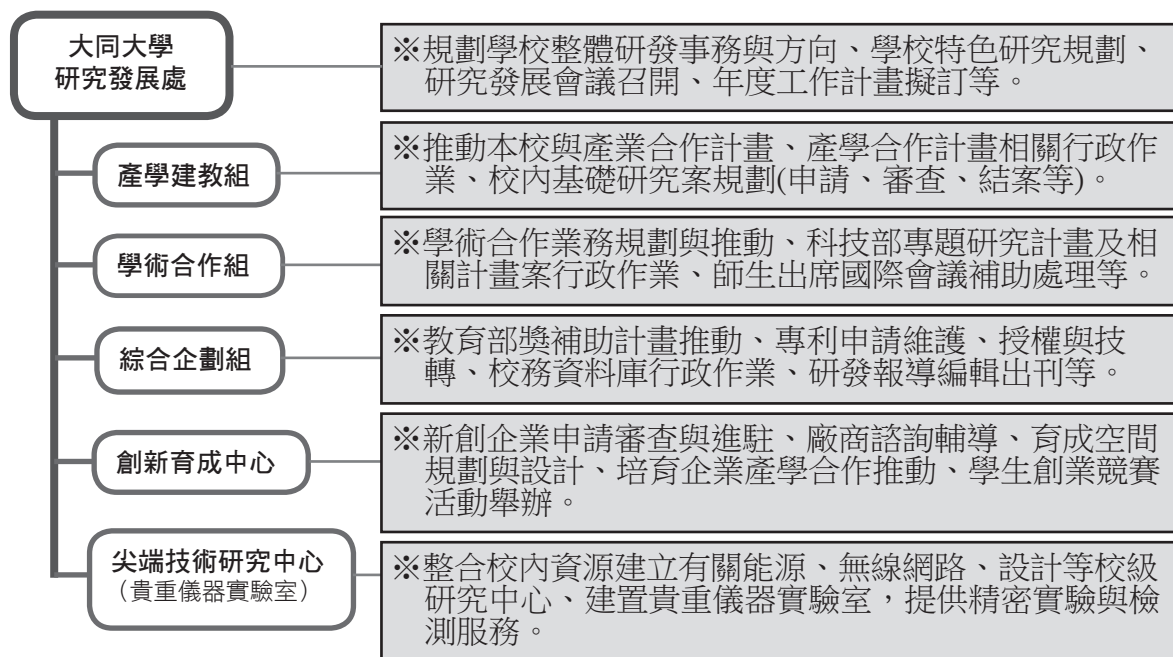 大同大學
研究發展處
※規劃學校整體研發事務與方向、學校特色研究規劃、
研究發展會議召開、年度工作計畫擬訂等。
產學建教組
※推動本校與產業合作計畫、產學合作計畫相關行政作
業、校內基礎研究案規劃(申請、審查、結案等)。
學術合作組
※學術合作業務規劃與推動、科技部專題研究計畫及相
關計畫案行政作業、師生出席國際會議補助處理等。
綜合企劃組
※教育部獎補助計畫推動、專利申請維護、授權與技
轉、校務資料庫行政作業、研發報導編輯出刊等。
創新育成中心
※新創企業申請審查與進駐、廠商諮詢輔導、育成空間
規劃與設計、培育企業產學合作推動、學生創業競賽
活動舉辦。
尖端技術研究中心
（貴重儀器實驗室）
※整合校內資源建立有關能源、無線網路、設計等校級
研究中心、建置貴重儀器實驗室，提供精密實驗與檢
測服務。